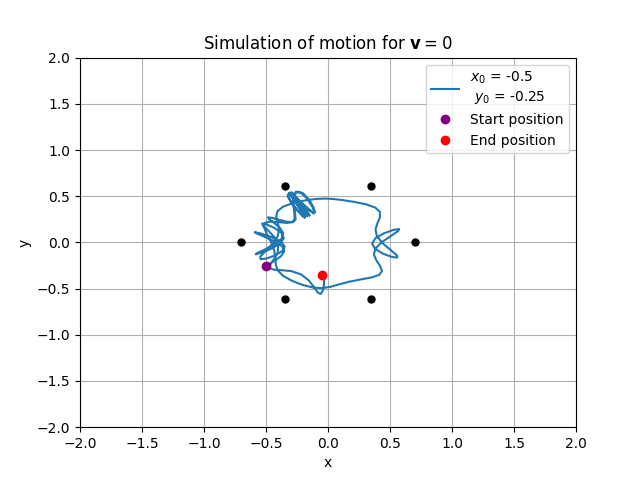 Simulation of motion for v = 0
x₀ = -0.5
y₀ = -0.25
Start position
End position
2.0
1.5
1.0
0.5
0.0
−0.5
−1.0
−1.5
−2.0
y
−2.0 −1.5 −1.0 −0.5 0.0 0.5 1.0 1.5 2.0
x